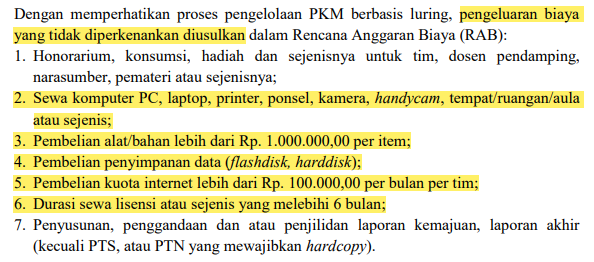 Dengan memperhatikan proses pengelolaan PKM berbasis luring, pengeluaran biaya
yang tidak diperkenankan diusulkan dalam Rencana Anggaran Biaya (RAB):
1. Honorarium, konsumsi, hadiah dan sejenisnya untuk tim, dosen pendamping,
narasumber, pemateri atau sejenisnya;
2. Sewa komputer PC, laptop, printer, ponsel, kamera, handycam, tempat/ruangan/aula
atau sejenis;
3. Pembelian alat/bahan lebih dari Rp. 1.000.000,00 per item;
4. Pembelian penyimpanan data (flashdisk, harddisk);
5. Pembelian kuota internet lebih dari Rp. 100.000,00 per bulan per tim;
6. Durasi sewa lisensi atau sejenis yang melebihi 6 bulan;
7. Penyusunan, penggandaan dan atau penjilidan laporan kemajuan, laporan akhir
(kecuali PTS, atau PTN yang mewajibkan hardcopy).